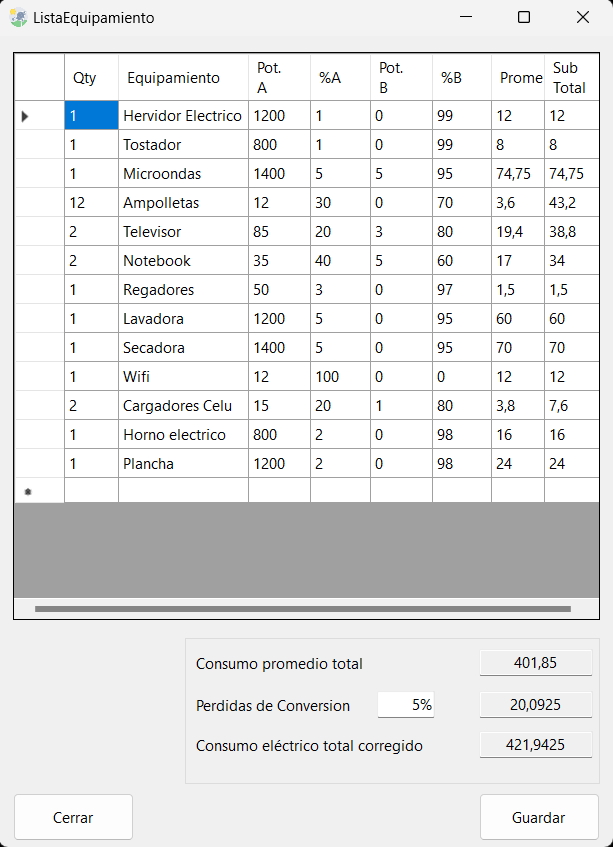 ListaEquipamiento
Qty Equipamiento Pot. A %A Pot. B %B Prome Sub Total
1 Hervidor Electrico 1200 1 0 99 12 12
1 Tostador 800 1 0 99 8 8
1 Microondas 1400 5 5 95 74,75 74,75
12 Ampolletas 12 30 0 70 3,6 43,2
2 Televisor 85 20 3 80 19,4 38,8
2 Notebook 35 40 5 60 17 34
1 Regadores 50 3 0 97 1,5 1,5
1 Lavadora 1200 5 0 95 60 60
1 Secadora 1400 5 0 95 70 70
1 Wifi 12 100 0 0 12 12
2 Cargadores Celu 15 20 1 80 3,8 7,6
1 Horno electrico 800 2 0 98 16 16
1 Plancha 1200 2 0 98 24 24
Consumo promedio total 401,85
Perdidas de Conversion 5% 20,0925
Consumo eléctrico total corregido 421,9425
Cerrar Guardar